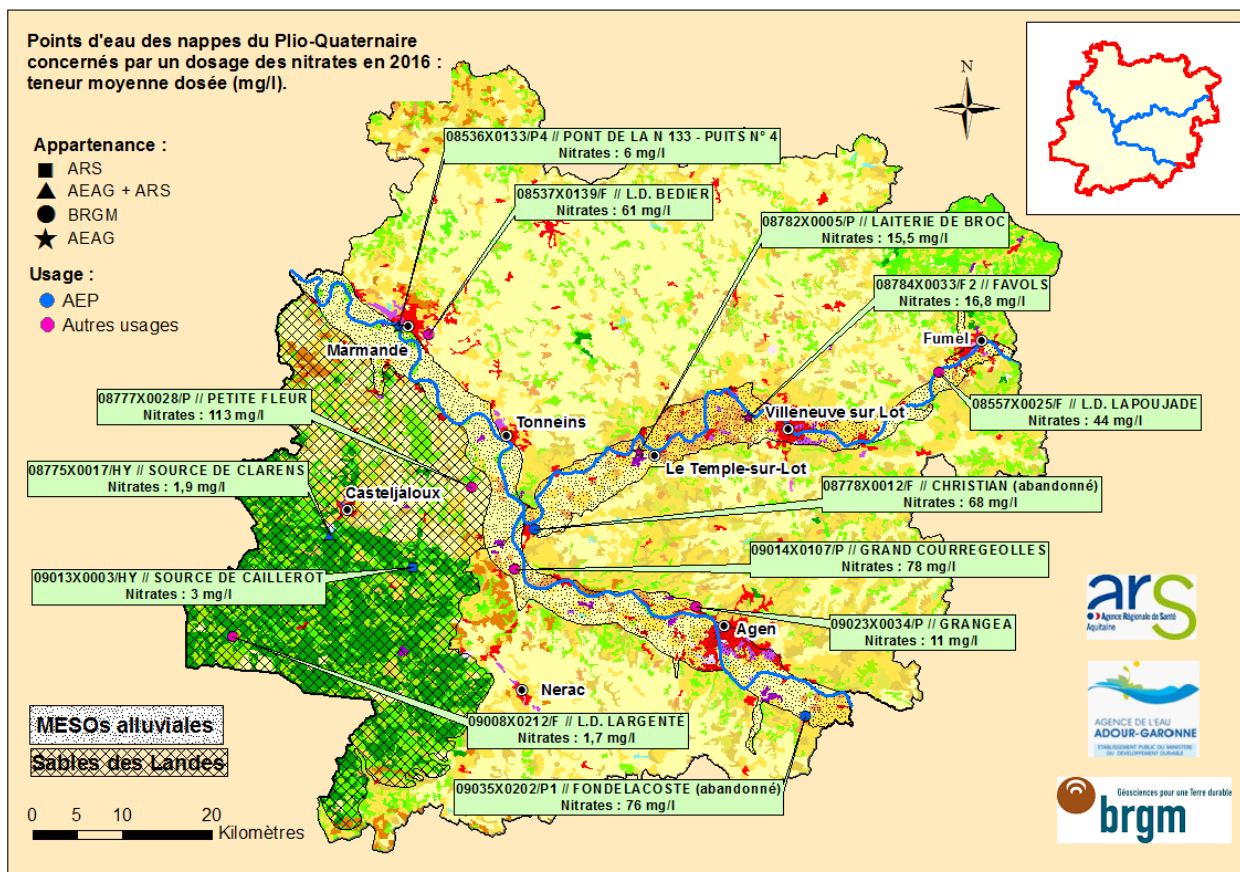 Points d'eau des nappes du Plio-Quaternaire
concernés par un dosage des nitrates en 2016 :
teneur moyenne dosée (mg/l).
N
Appartenance :
ARS
AEAG + ARS
BRGM
AEAG
Usage :
AEP
Autres usages
08536X0133/P4 // PONT DE LA N 133 - PUITS N° 4
Nitrates : 6 mg/l
08537X0139/F // L.D. BEDIER
Nitrates : 61 mg/l
08782X0005/P // LAITERIE DE BROC
Nitrates : 15,5 mg/l
08784X0033/F2 // FAVOLS
Nitrates : 16,8 mg/l
Fumel
Marmande
08557X0025/F // L.D. LAPOUJADE
Nitrates : 44 mg/l
08777X0028/P // PETITE FLEUR
Nitrates : 113 mg/l
Tonneins
Villeneuve sur Lot
Le Temple-sur-Lot
08775X0017/HY // SOURCE DE CLARENS
Nitrates : 1,9 mg/l
Casteljaloux
08778X0012/F // CHRISTIAN (abandonné)
Nitrates : 68 mg/l
09014X0107/P // GRAND COURREGEOLLES
Nitrates : 78 mg/l
09013X0003/HY // SOURCE DE CAILLEROT
Nitrates : 3 mg/l
09023X0034/P // GRANGEA
Nitrates : 11 mg/l
Agen
Nerac
09008X0212/F // L.D. LARGENTÉ
Nitrates : 1,7 mg/l
09035X0202/P1 // FONDELACOSTE (abandonné)
Nitrates : 76 mg/l
MESOs alluviales
Sables des Landes
0 5 10 20
Kilomètres
ars
Agence Régionale de Santé
Aquitaine
AGENCE DE L'EAU
ADOUR-GARONNE
ETABLISSEMENT PUBLIC DU MINISTERE
DU DEVELOPPEMENT DURABLE
Géosciences pour une Terre durable
brgm